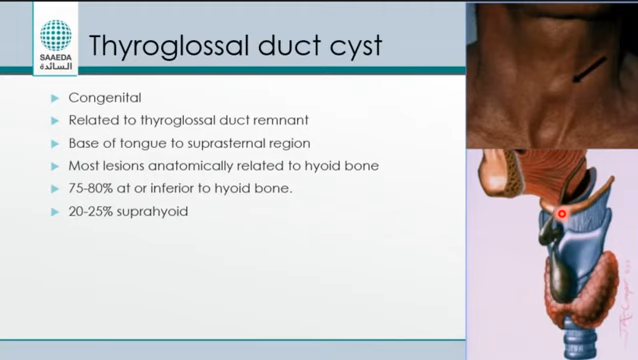 SAAEDA
السائدة
Thyroglossal duct cyst
Congenital
Related to thyroglossal duct remnant
Base of tongue to suprasternal region
Most lesions anatomically related to hyoid bone
75-80% at or inferior to hyoid bone.
20-25% suprahyoid